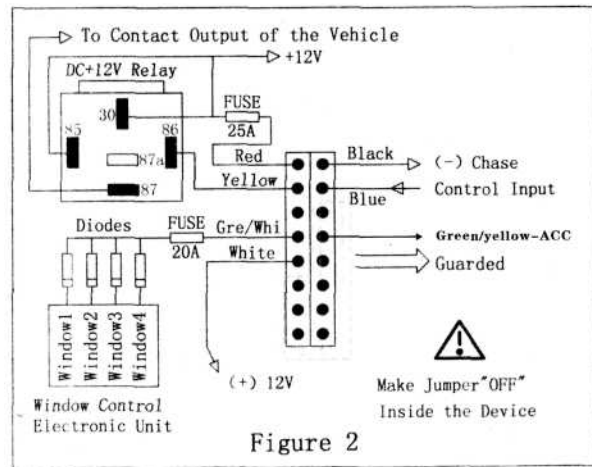 To Contact Output of the Vehicle
+12V
DC+12V Relay
30
85
86
87a
87
FUSE
25A
Red
Yellow
Black
(-) Chase
Control Input
Blue
Diodes
FUSE
20A
Gre/Whi
White
Green/yellow-ACC
Guarded
Window1
Window2
Window3
Window4
(+) 12V
Window Control
Electronic Unit
!
Make Jumper"OFF"
Inside the Device
Figure 2